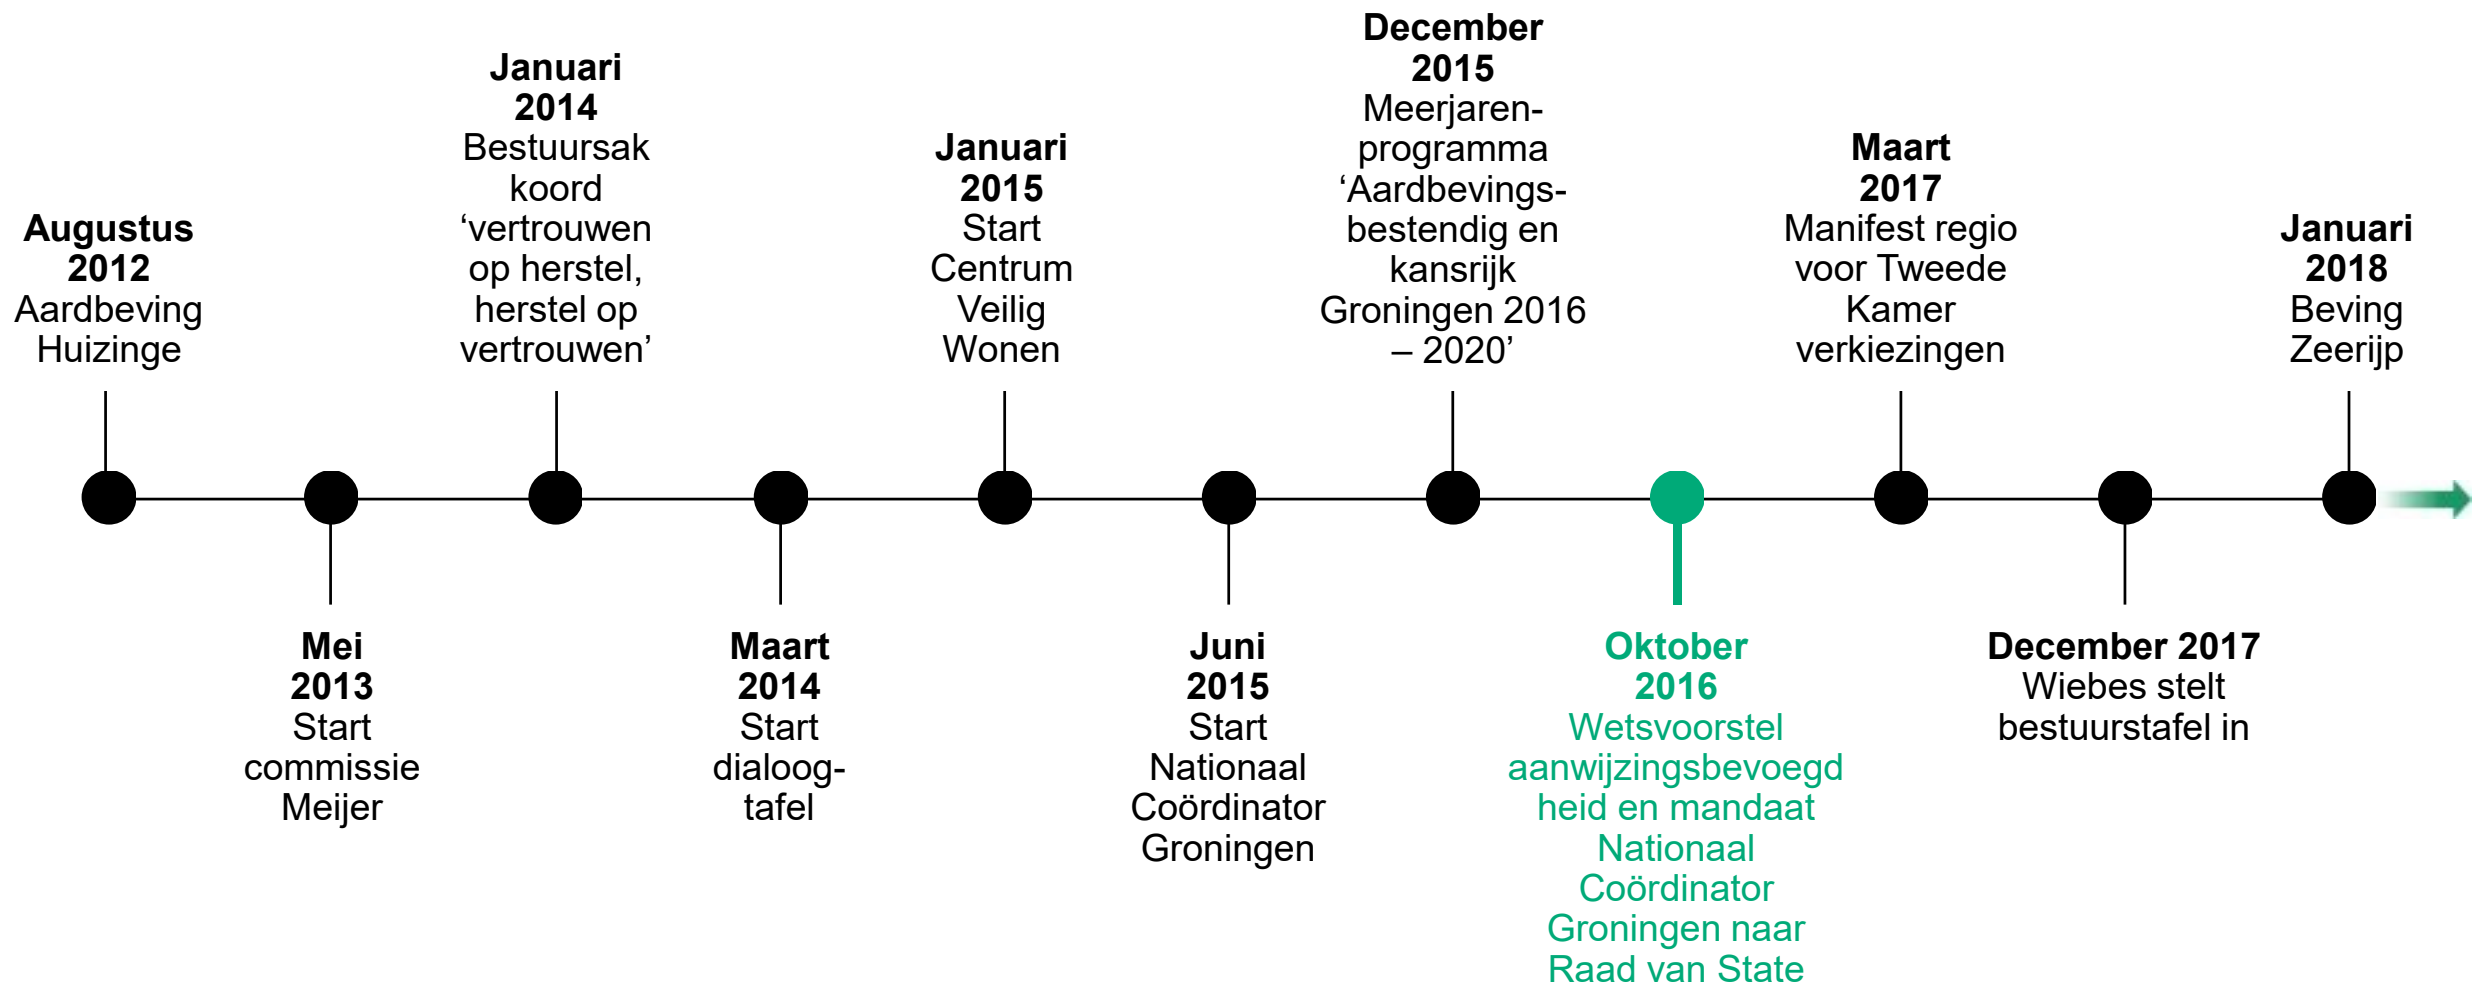 Augustus
2012
Aardbeving
Huizinge
Mei
2013
Start
commissie
Meijer
Januari
2014
Bestuursak
koord
‘vertrouwen
op herstel,
herstel op
vertrouwen’
Maart
2014
Start
dialoog-
tafel
Januari
2015
Start
Centrum
Veilig
Wonen
Juni
2015
Start
Nationaal
Coördinator
Groningen
December
2015
Meerjaren-
programma
‘Aardbevings-
bestendig en
kansrijk
Groningen 2016
– 2020’
Oktober
2016
Wetsvoorstel
aanwijzingsbevoegd
heid en mandaat
Nationaal
Coördinator
Groningen naar
Raad van State
Maart
2017
Manifest regio
voor Tweede
Kamer
verkiezingen
December 2017
Wiebes stelt
bestuurstafel in
Januari
2018
Beving
Zeerijp